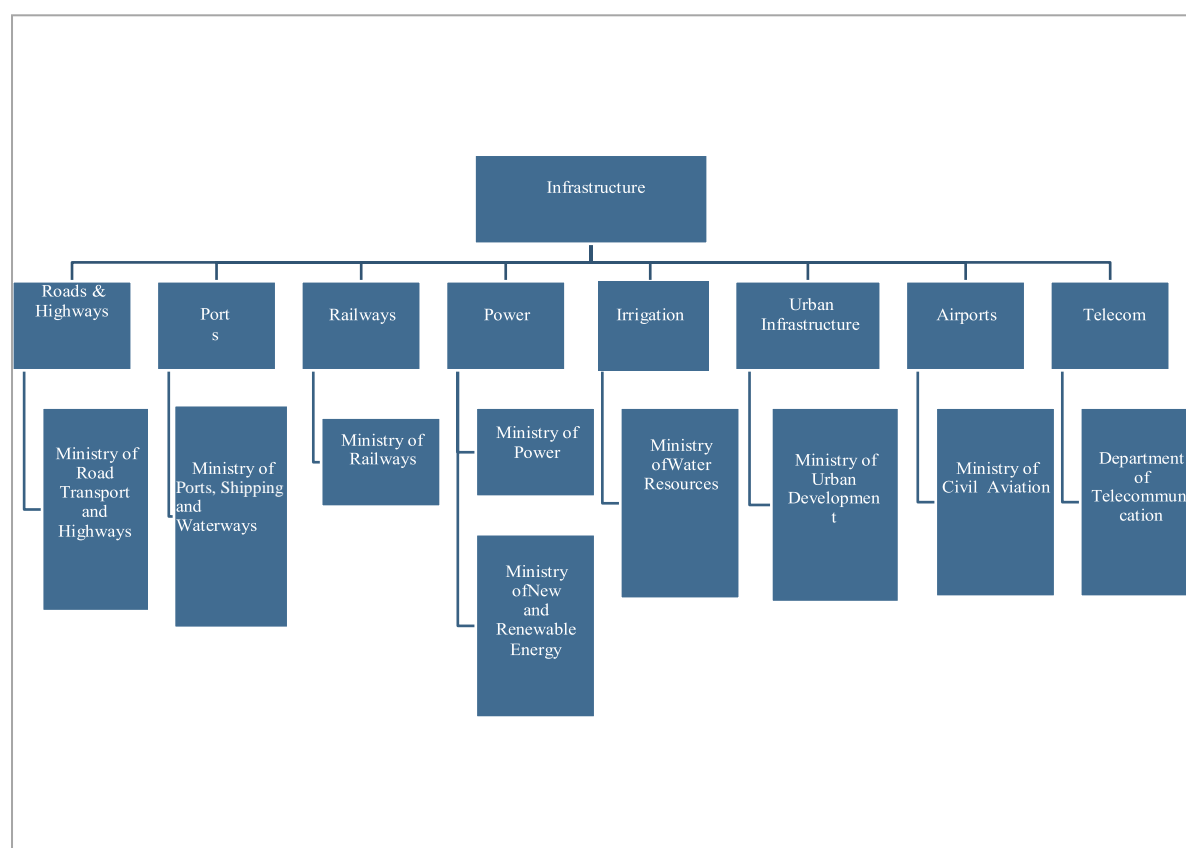 Infrastructure
Roads &
Highways
Port
s
Railways
Power
Irrigation
Urban
Infrastructure
Airports
Telecom
Ministry of
Road
Transport
and
Highways
Ministry of
Ports, Shipping
and
Waterways
Ministry of
Railways
Ministry of
Power
Ministry
ofNew
and
Renewable
Energy
Ministry
ofWater
Resources
Ministry of
Urban
Developmen
t
Ministry of
Civil Aviation
Department
of
Telecommuni
cation